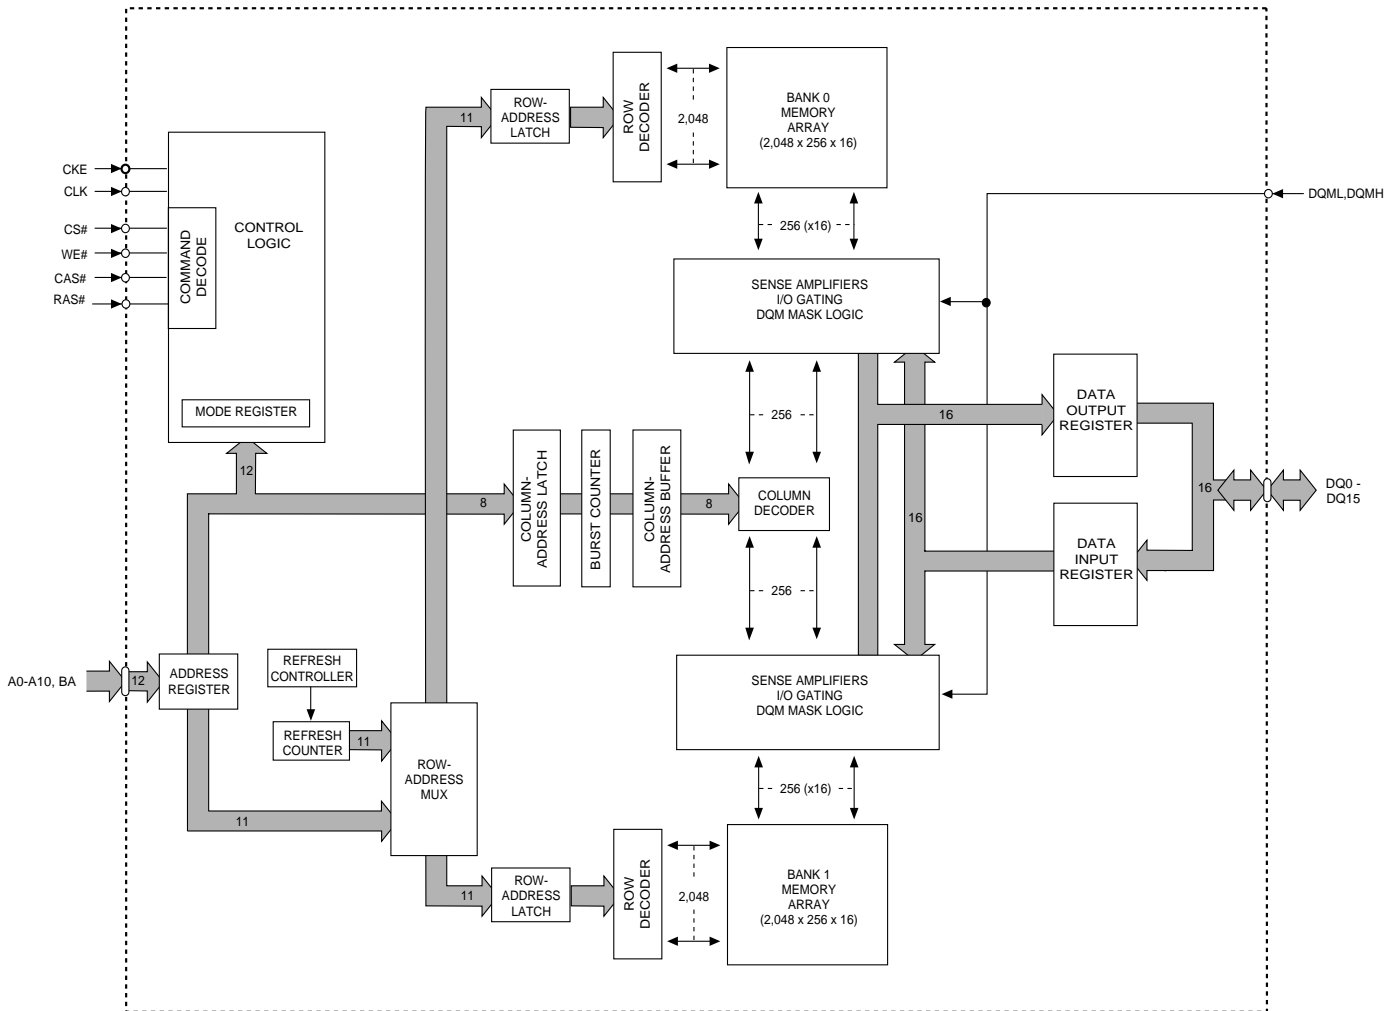 CKE
CLK
CS#
WE#
CAS#
RAS#
COMMAND
DECODE
CONTROL
LOGIC
MODE REGISTER
12
A0-A10, BA
12
ADDRESS
REGISTER
REFRESH
CONTROLLER
REFRESH
COUNTER
11
11
ROW-
ADDRESS
MUX
11
ROW-
ADDRESS
LATCH
ROW
DECODER
2,048
BANK 0
MEMORY
ARRAY
(2,048 x 256 x 16)
256 (x16)
SENSE AMPLIFIERS
I/O GATING
DQM MASK LOGIC
256
8
COLUMN-
ADDRESS LATCH
BURST COUNTER
COLUMN-
ADDRESS BUFFER
8
COLUMN
DECODER
256
SENSE AMPLIFIERS
I/O GATING
DQM MASK LOGIC
256 (x16)
11
ROW-
ADDRESS
LATCH
ROW
DECODER
2,048
BANK 1
MEMORY
ARRAY
(2,048 x 256 x 16)
DQML,DQMH
16
DATA
OUTPUT
REGISTER
16
DATA
INPUT
REGISTER
16
DQ0 -
DQ15